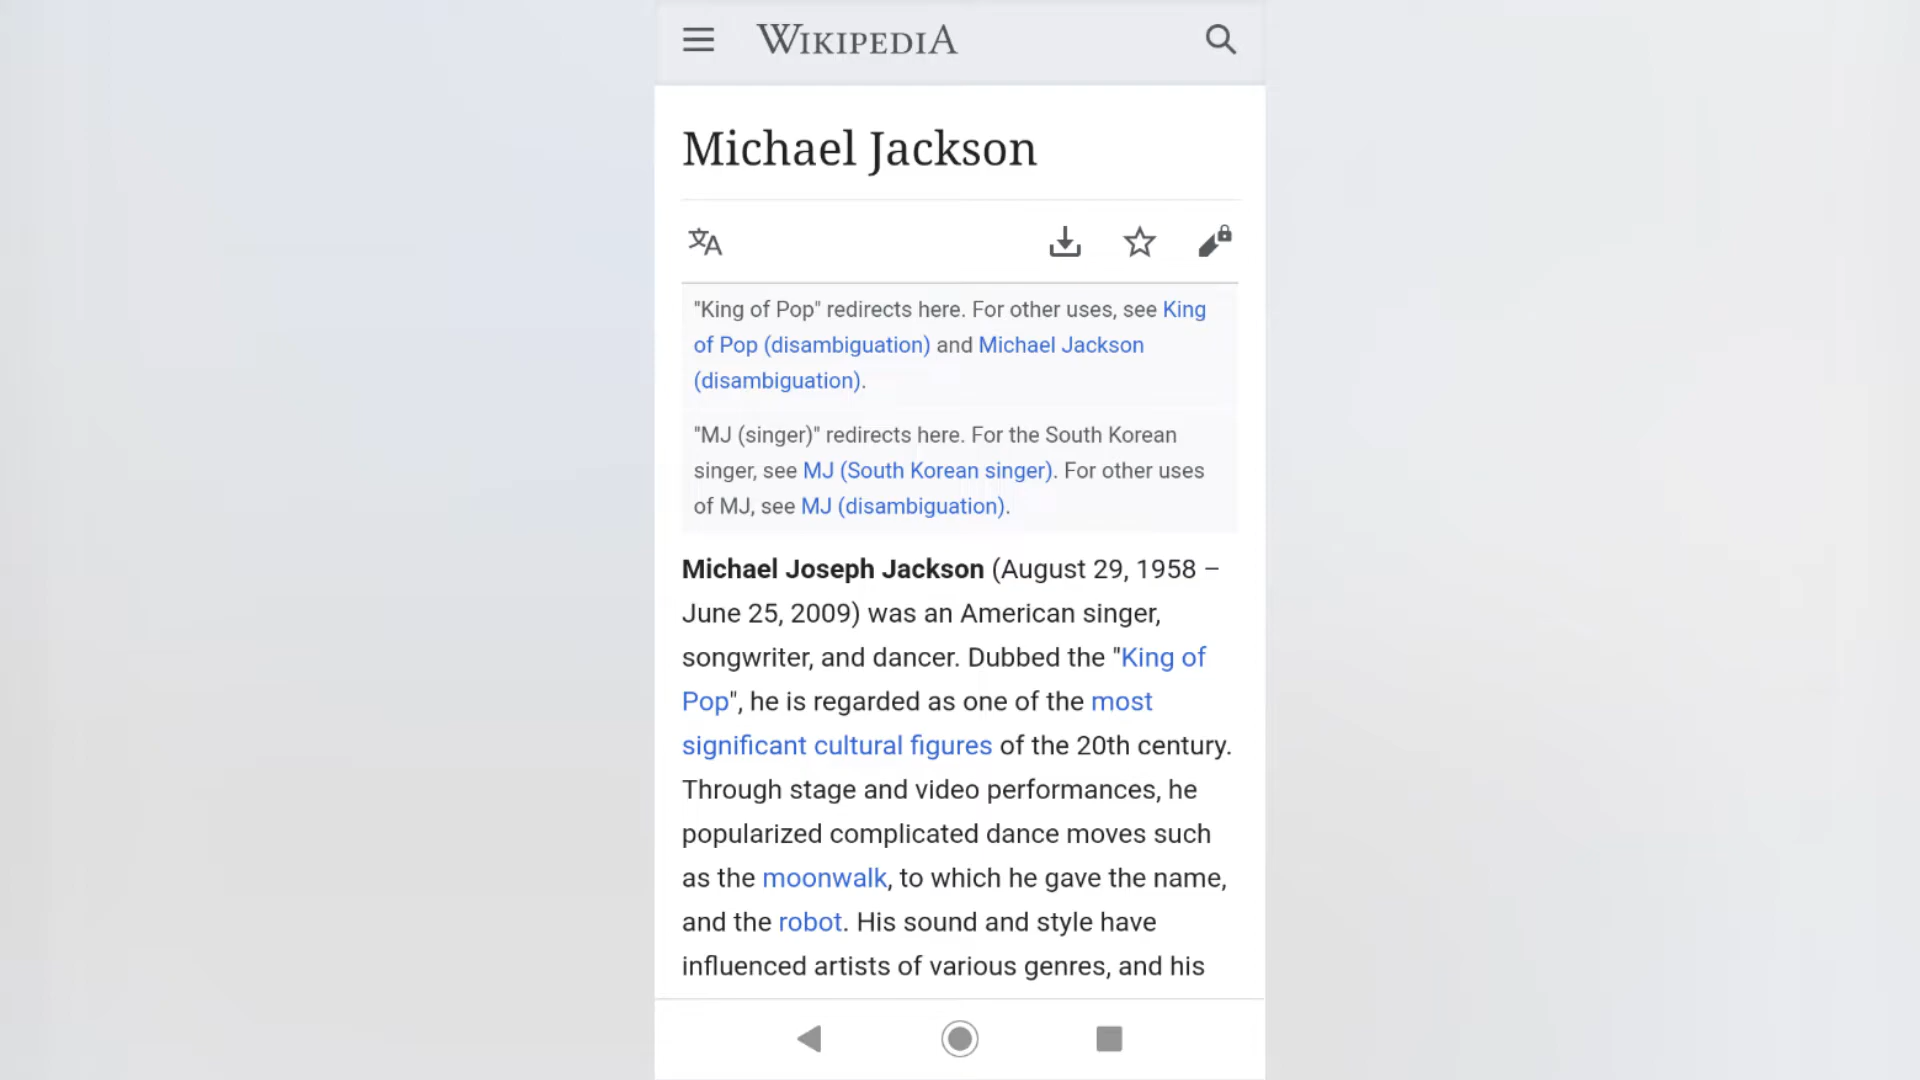 WIKIPEDIA
Michael Jackson
"King of Pop" redirects here. For other uses, see King
of Pop (disambiguation) and Michael Jackson
(disambiguation).
"MJ (singer)" redirects here. For the South Korean
singer, see MJ (South Korean singer). For other uses
of MJ, see MJ (disambiguation).
Michael Joseph Jackson (August 29, 1958 –
June 25, 2009) was an American singer,
songwriter, and dancer. Dubbed the "King of
Pop", he is regarded as one of the most
significant cultural figures of the 20th century.
Through stage and video performances, he
popularized complicated dance moves such
as the moonwalk, to which he gave the name,
and the robot. His sound and style have
influenced artists of various genres, and his